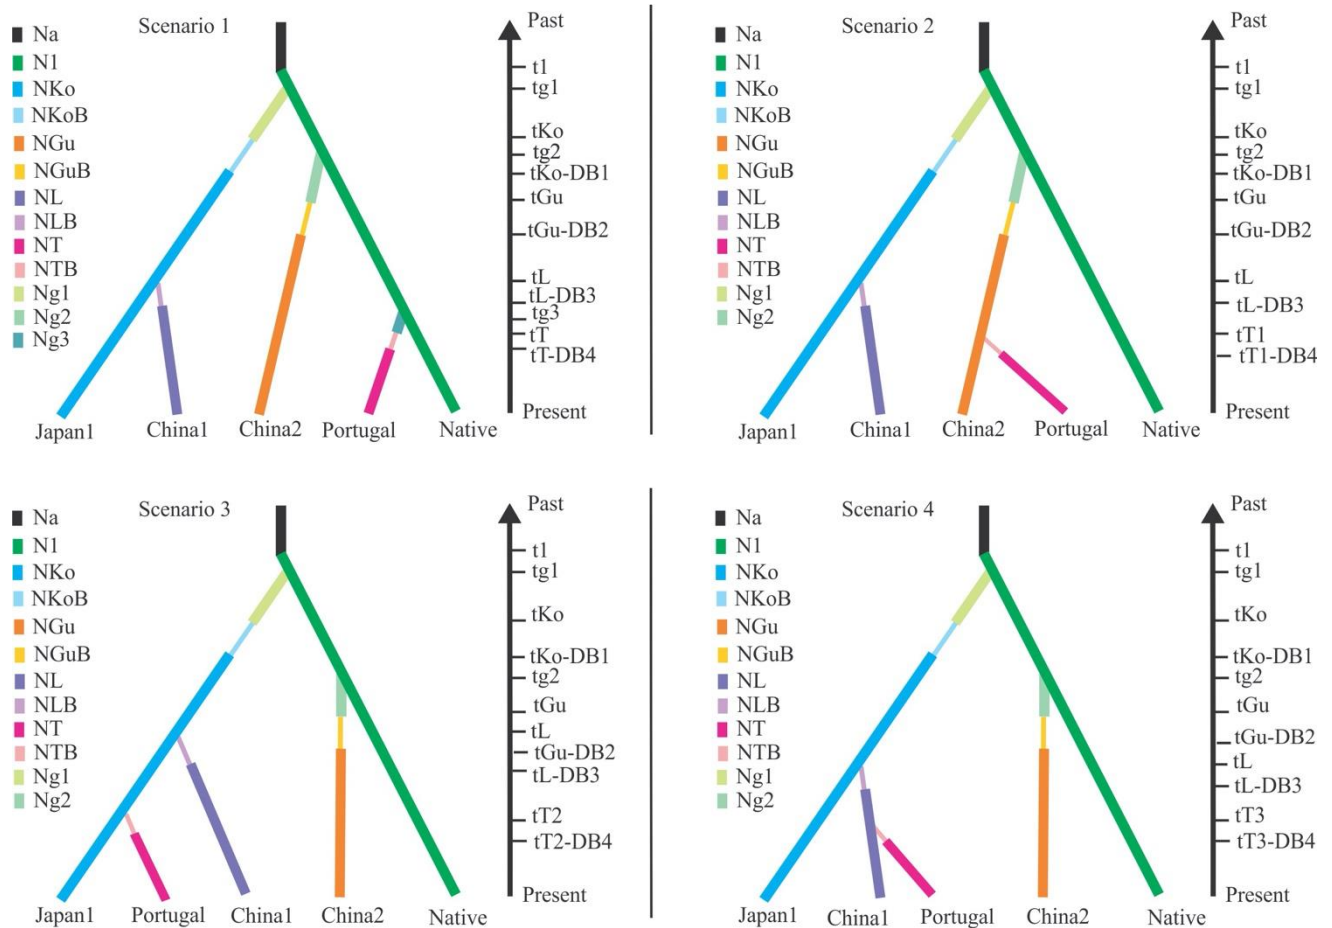 Scenario 1
Na
N1
NKo
NKoB
NGu
NGuB
NL
NLB
NT
NTB
Ng1
Ng2
Ng3
Past
t1
tg1
tKo
tg2
tKo-DB1
tGu
tGu-DB2
tL
tL-DB3
tg3
tT
tT-DB4
Present
Japan1 China1 China2 Portugal Native
Scenario 2
Na
N1
NKo
NKoB
NGu
NGuB
NL
NLB
NT
NTB
Ng1
Ng2
Past
t1
tg1
tKo
tg2
tKo-DB1
tGu
tGu-DB2
tL
tL-DB3
tT1
tT1-DB4
Present
Japan1 China1 China2 Portugal Native
Scenario 3
Na
N1
NKo
NKoB
NGu
NGuB
NL
NLB
NT
NTB
Ng1
Ng2
Past
t1
tg1
tKo
tKo-DB1
tg2
tGu
tL
tGu-DB2
tL-DB3
tT2
tT2-DB4
Present
Japan1 Portugal China1 China2 Native
Scenario 4
Na
N1
NKo
NKoB
NGu
NGuB
NL
NLB
NT
NTB
Ng1
Ng2
Past
t1
tg1
tKo
tKo-DB1
tg2
tGu
tGu-DB2
tL
tL-DB3
tT3
tT3-DB4
Present
Japan1 China1 Portugal China2 Native